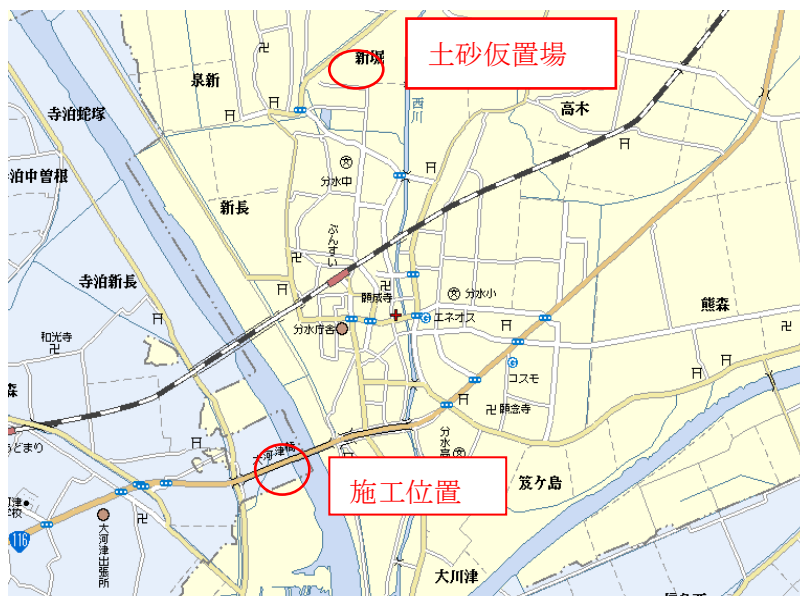 新堀
土砂仮置場
泉新
西川
高木
寺泊蛇塚
分水中
泊中曽根
新長
ぶんすい
寺泊新長
願成寺
分水小
熊森
エネオス
分水庁舎
和光寺
コスモ
森
願念寺
大河津橋
分水高
施工位置
笈ケ島
116
大河津出張所
大川津